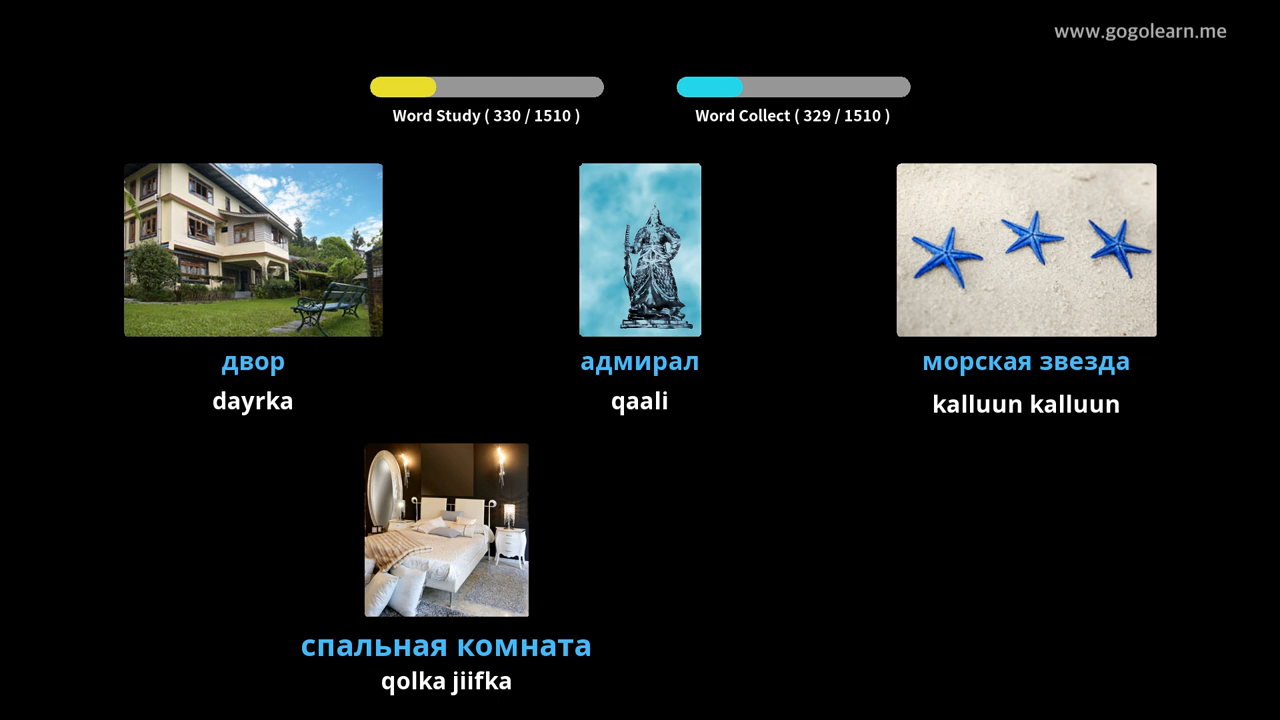 www.gogolearn.me
Word Study ( 330 / 1510 )
Word Collect ( 329 / 1510 )
двор
dayrka
адмирал
qaali
морская звезда
kalluun kalluun
спальная комната
qolka jiifka